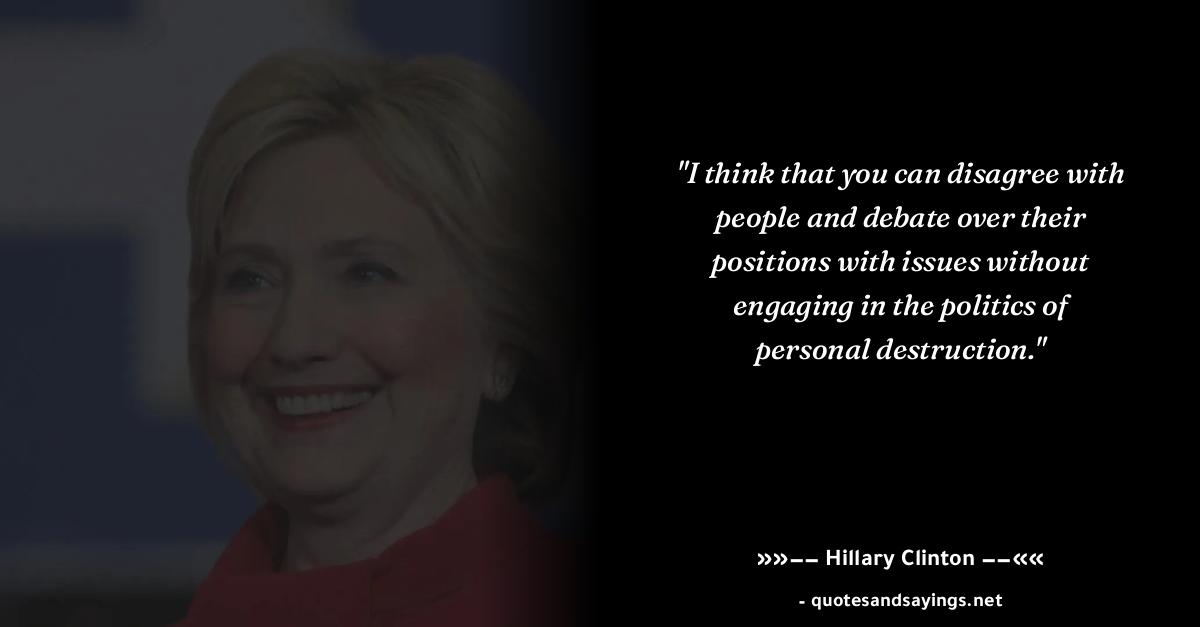 "I think that you can disagree with
people and debate over their
positions with issues without
engaging in the politics of
personal destruction."
»»–– Hillary Clinton ––««
- quotesandsayings.net